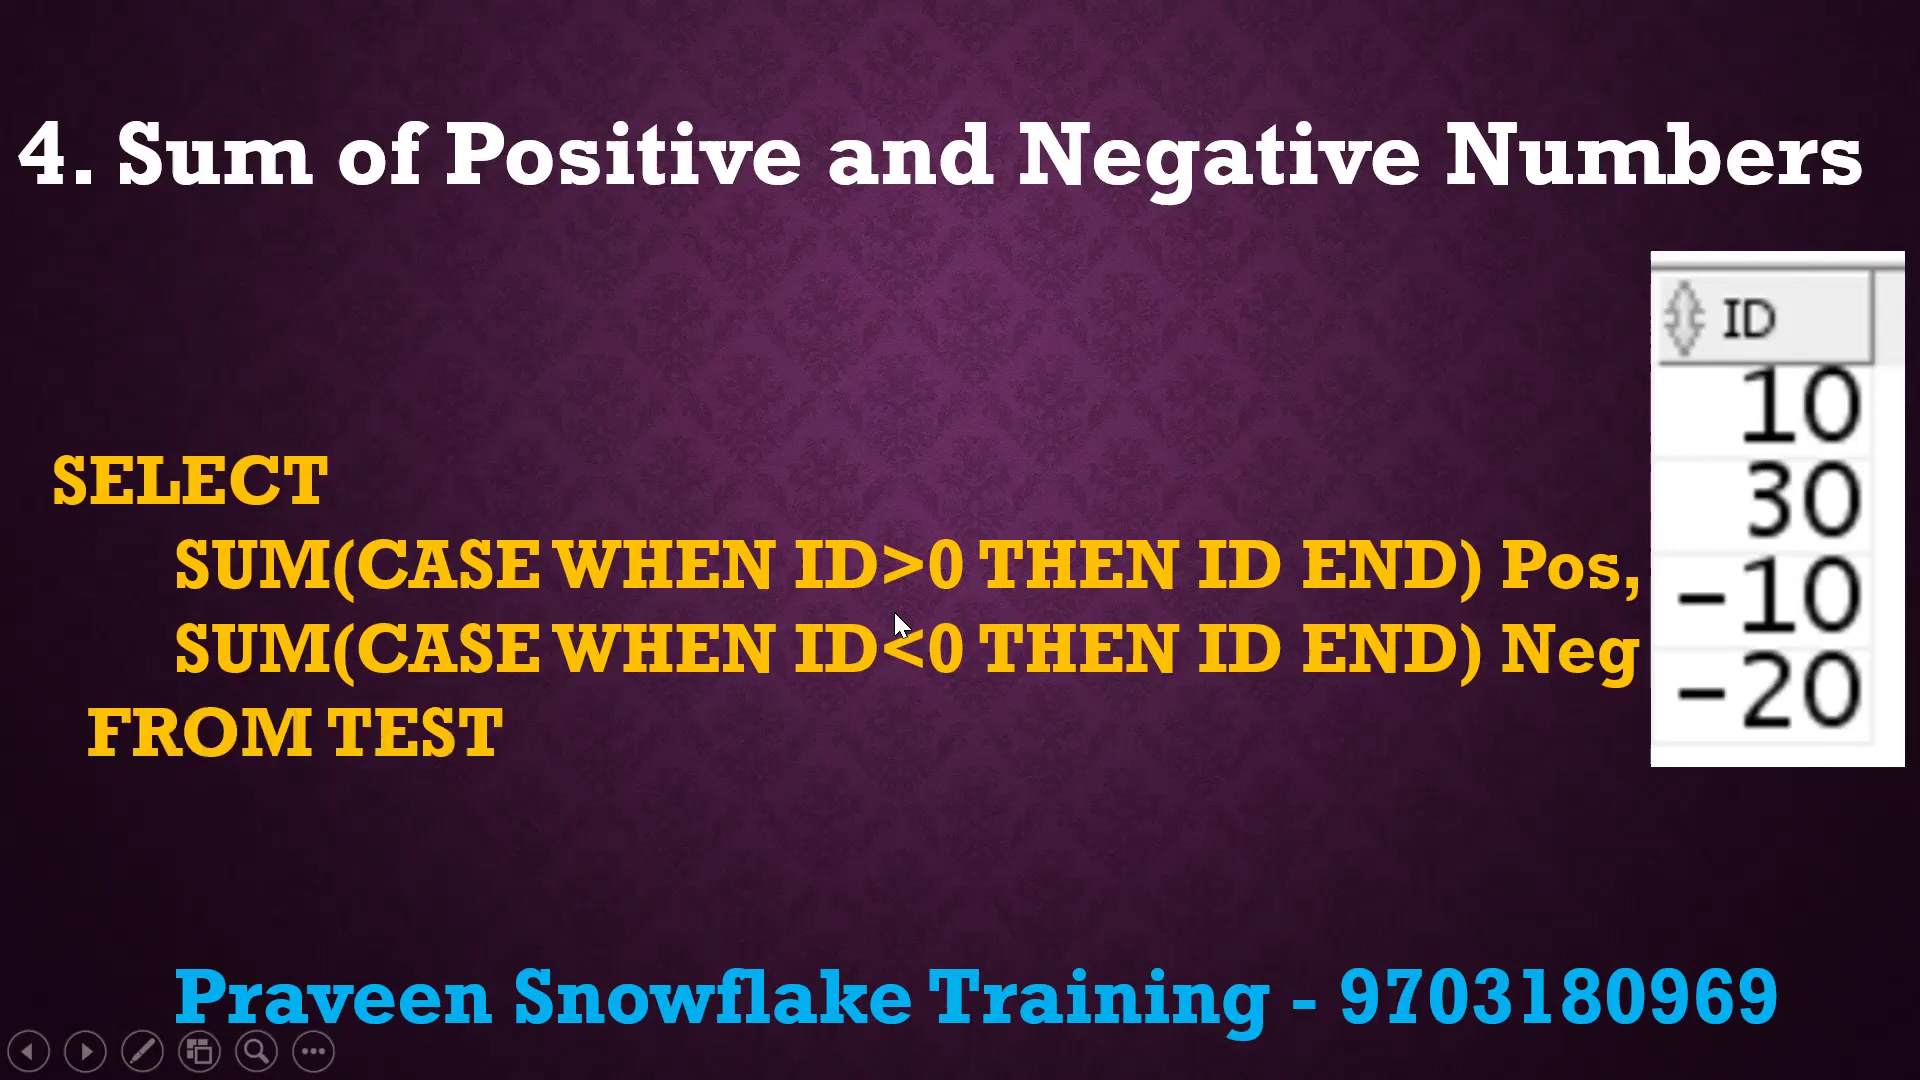 4. Sum of Positive and Negative Numbers
ID
10
30
-10
-20
SELECT
SUM(CASE WHEN ID>0 THEN ID END) Pos,
SUM(CASE WHEN ID<0 THEN ID END) Neg
FROM TEST
Praveen Snowflake Training - 9703180969